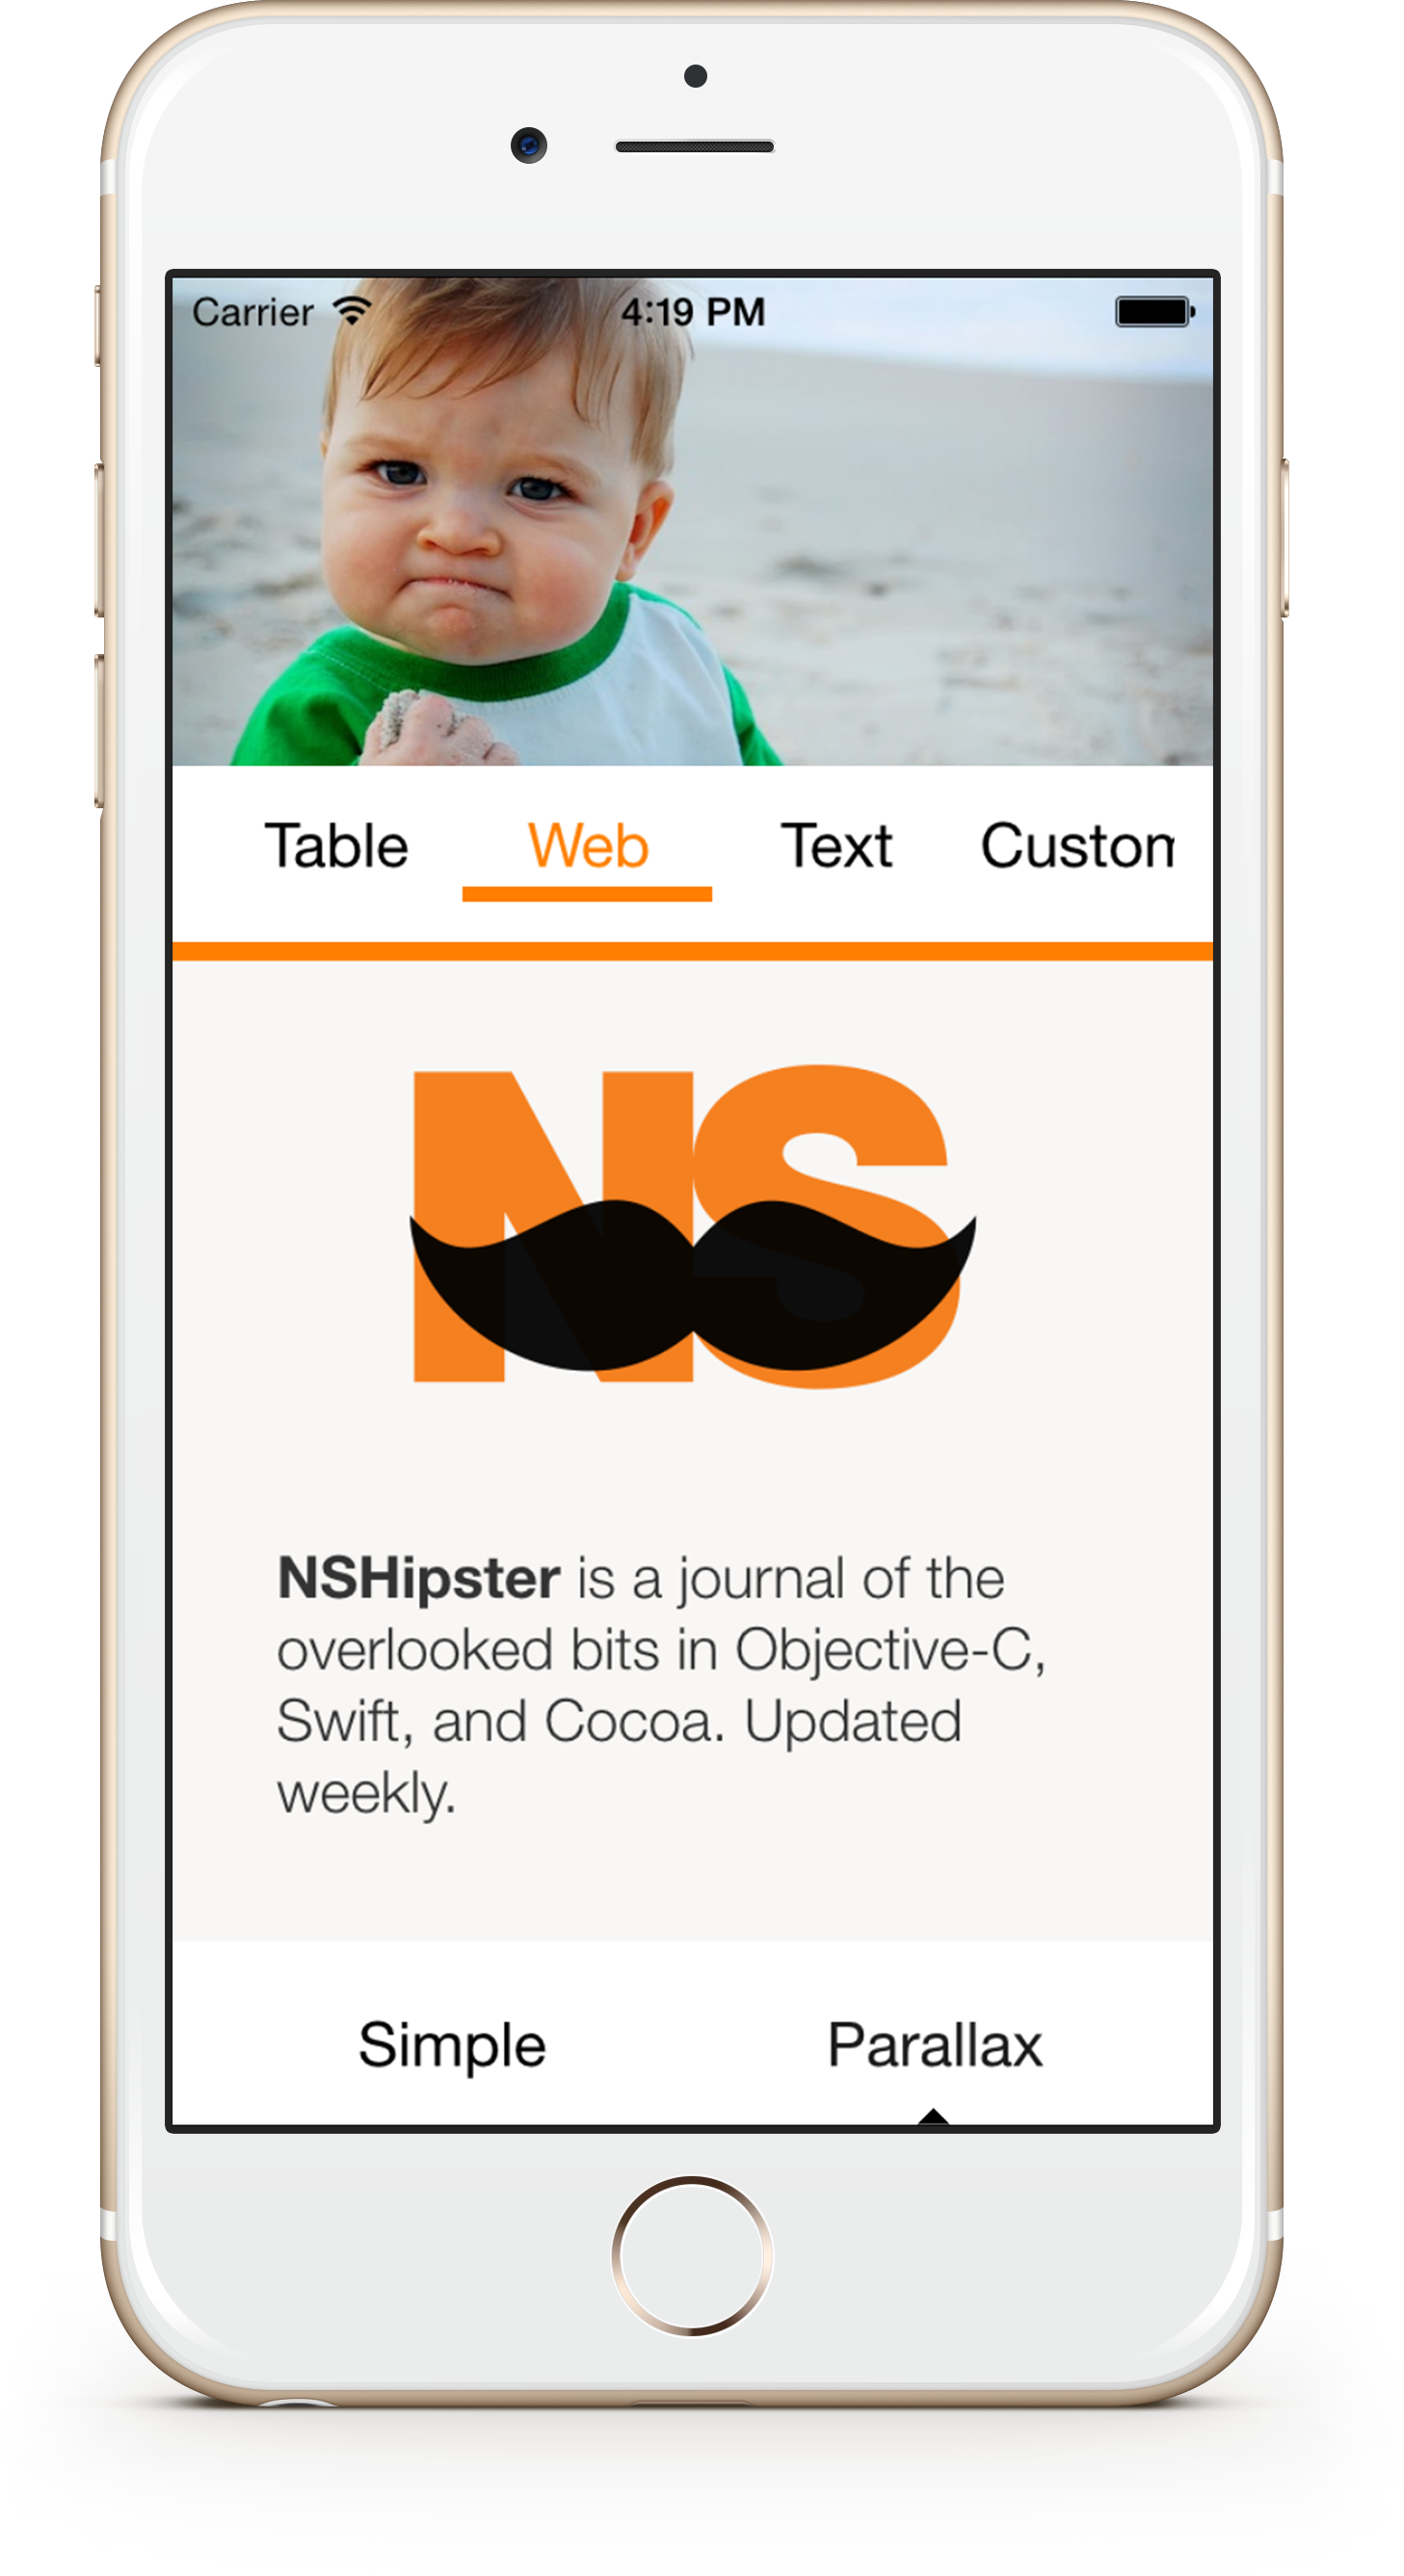 Carrier 4:19 PM
Table Web Text Custom
NS
NSHipster is a journal of the
overlooked bits in Objective-C,
Swift, and Cocoa. Updated
weekly.
Simple Parallax